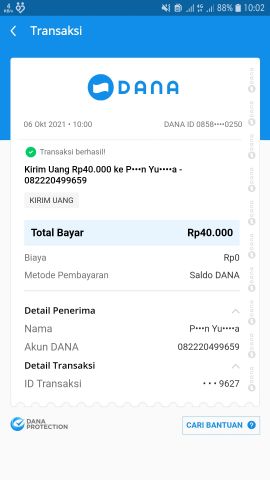 88% 10:02
Transaksi
DANA
06 Okt 2021 • 10:00 DANA ID 0858••••0250
Transaksi berhasil!
Kirim Uang Rp40.000 ke P•••n Yu••••a -
082220499659
KIRIM UANG
Total Bayar Rp40.000
Biaya Rp0
Metode Pembayaran Saldo DANA
Detail Penerima
Nama P•••n Yu••••a
Akun DANA 082220499659
Detail Transaksi
ID Transaksi • • • 9627
DANA
PROTECTION
CARI BANTUAN ?